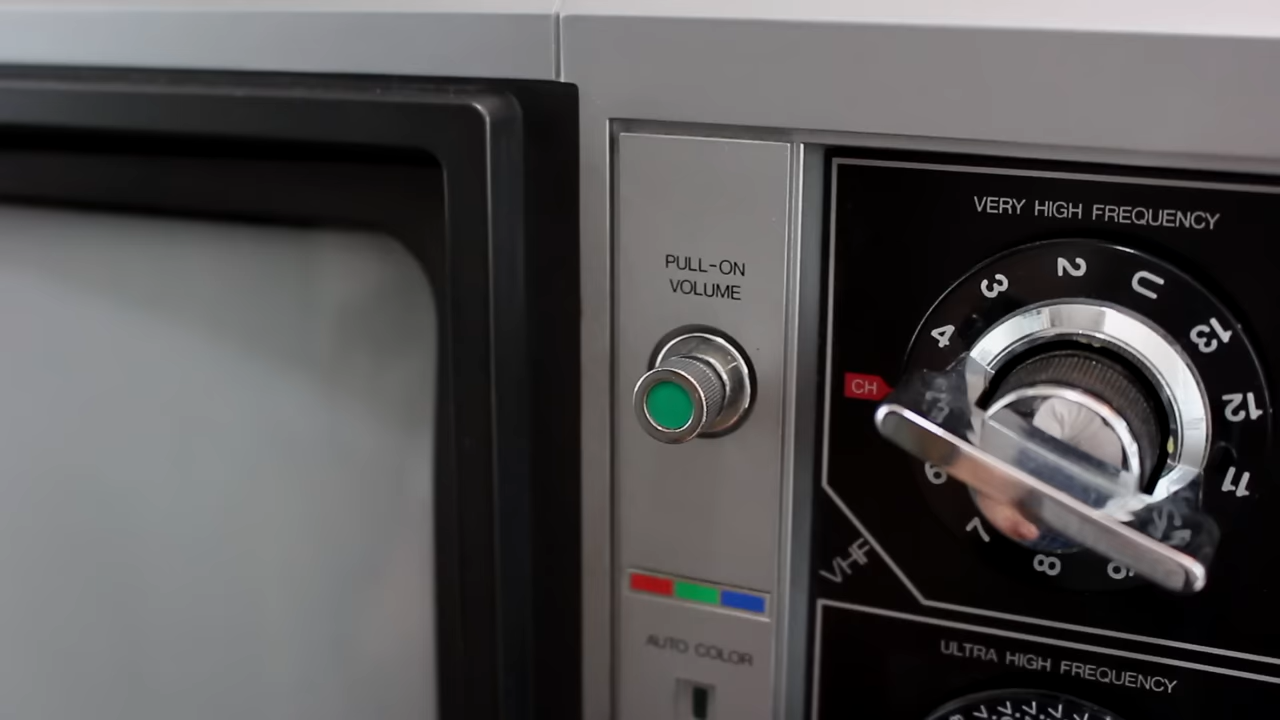 PULL-ON
VOLUME
AUTO COLOR
VERY HIGH FREQUENCY
CH
2
3
4
6
7
8
9
11
12
13
U
VHF
ULTRA HIGH FREQUENCY